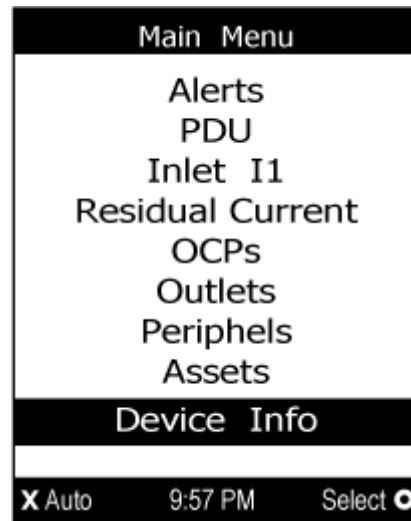 Main Menu
Alerts
PDU
Inlet I1
Residual Current
OCPs
Outlets
Periphels
Assets
Device Info
X Auto 9:57 PM Select O